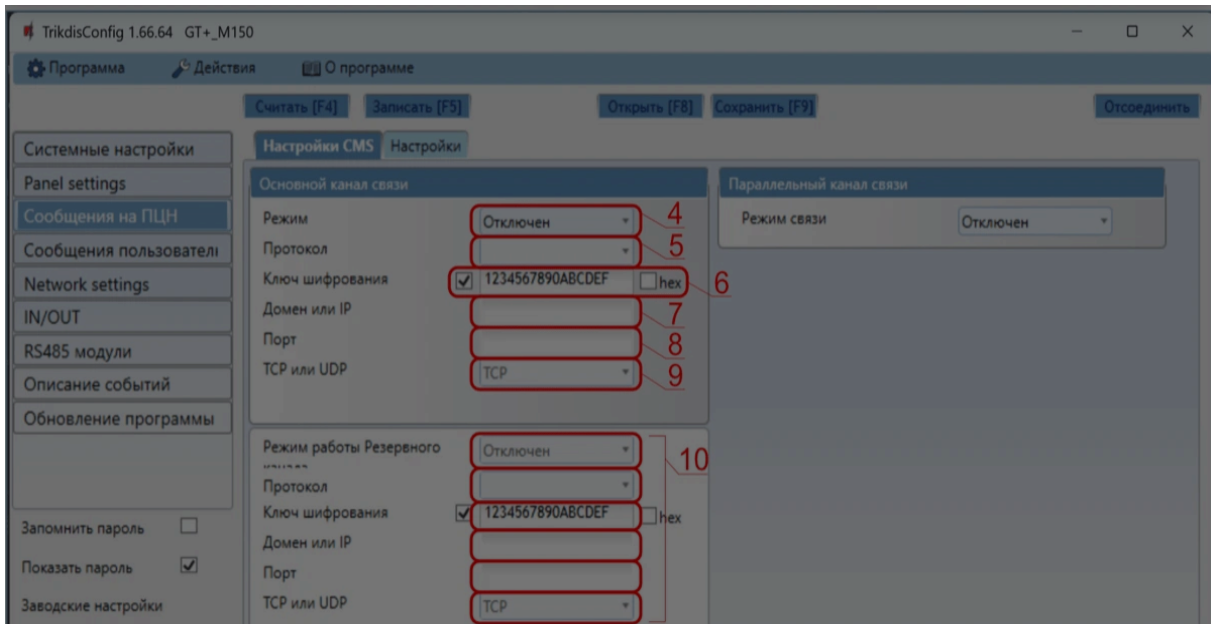 TrikdisConfig 1.66.64 GT+_M150
Программа Действия О программе
Считать [F4] Записать [F5] Открыть [F8] Сохранить [F9] Отсоединить
Системные настройки
Panel settings
Сообщения на ПЦН
Сообщения пользовател
Network settings
IN/OUT
RS485 модули
Описание событий
Обновление программы
Запомнить пароль
Показать пароль
Заводские настройки
Настройки CMS Настройки
Основной канал связи
Режим Отключен 4
Протокол 5
Ключ шифрования 1234567890ABCDEF hex 6
Домен или IP 7
Порт 8
TCP или UDP TCP 9
Режим работы Резервного Отключен 10
Протокол
Ключ шифрования 1234567890ABCDEF hex
Домен или IP
Порт
TCP или UDP TCP
Параллельный канал связи
Режим связи Отключен